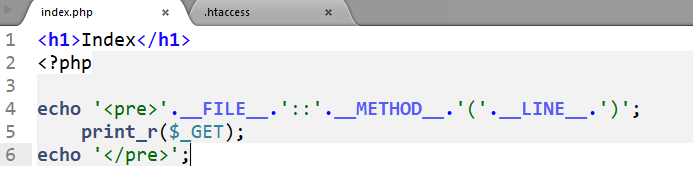 index.php × .htaccess ×
1 <h1>Index</h1>
2 <?php
3
4 echo '<pre>'.__FILE__.'::'.__METHOD__.'('.__LINE__.')';
5     print_r($_GET);
6 echo '</pre>';